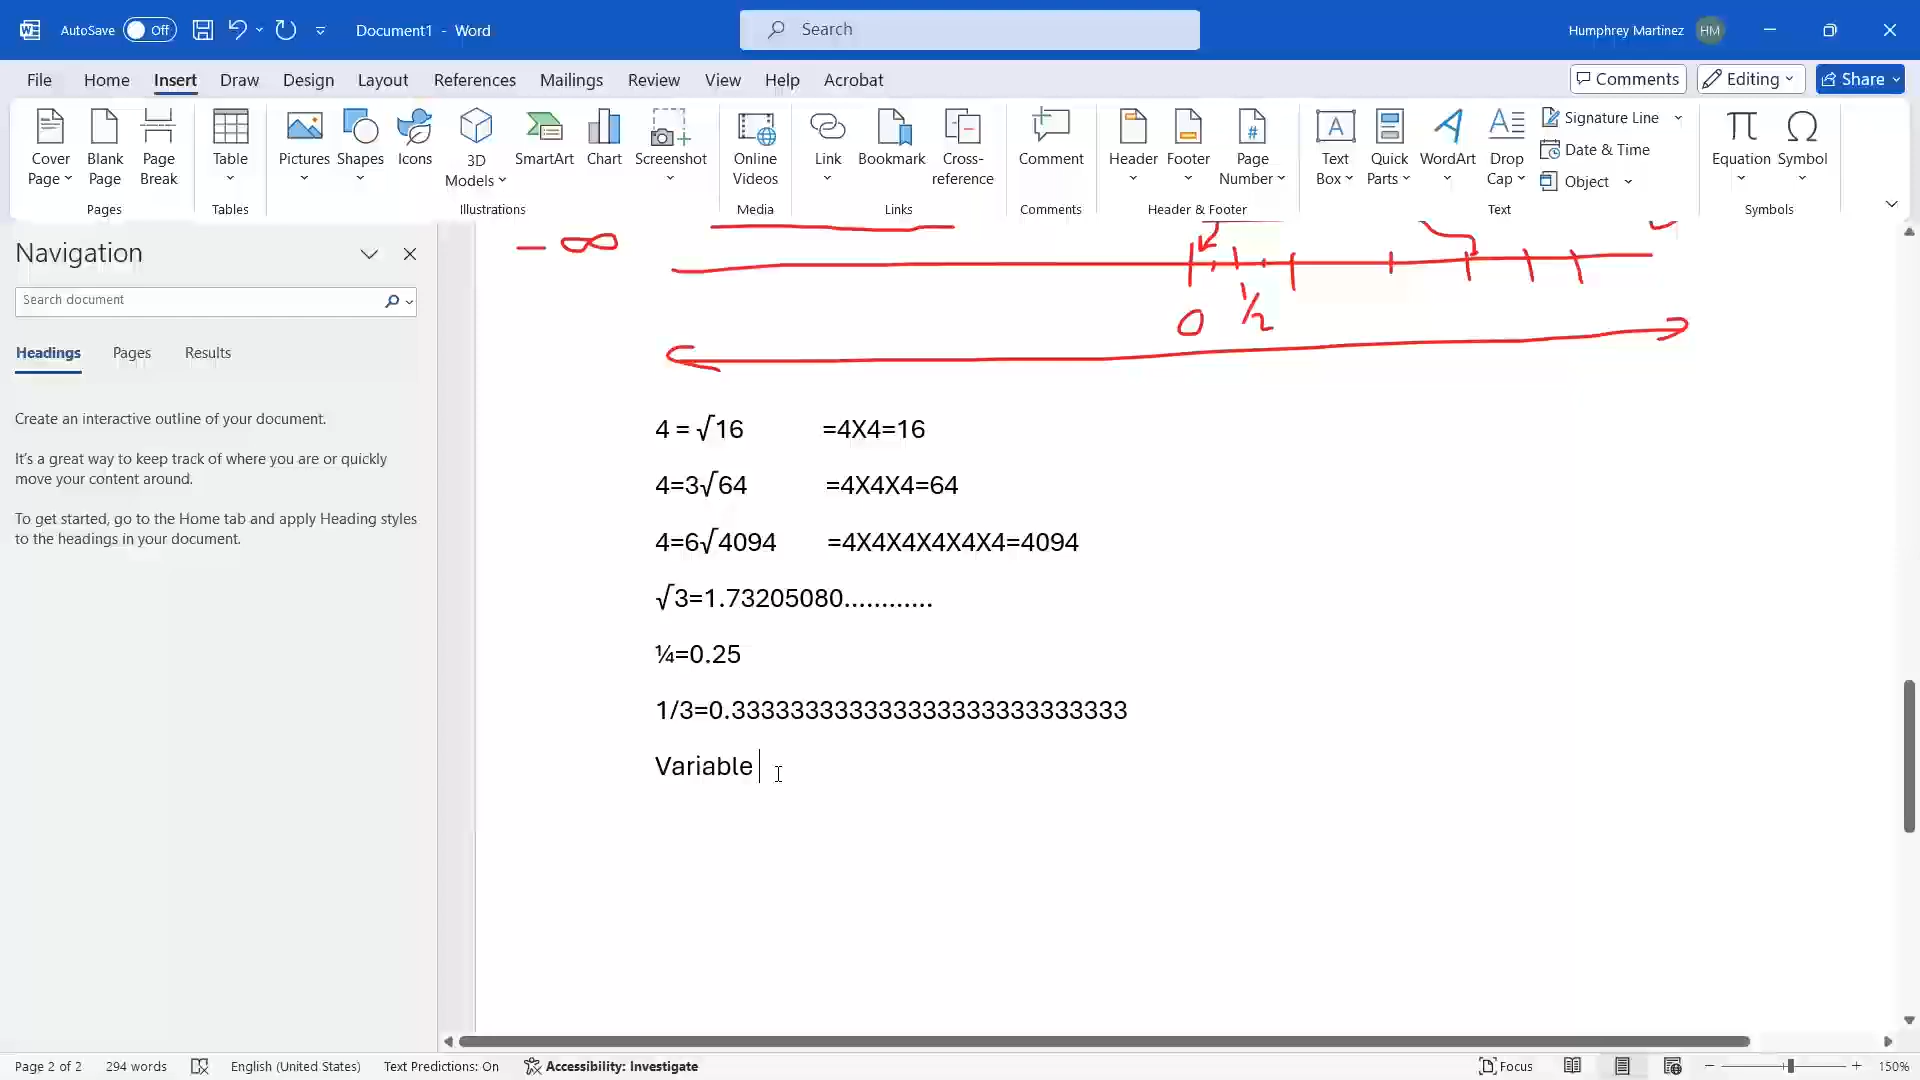 AutoSave Off Document1 - Word Search Humphrey Martinez HM
File Home Insert Draw Design Layout References Mailings Review View Help Acrobat Comments Editing Share
Cover Page Blank Page Page Break Table Pictures Shapes Icons 3D Models SmartArt Chart Screenshot Online Videos Link Bookmark Cross-reference Comment Header Footer Page Number Text Box Quick Parts WordArt Drop Cap Signature Line Date & Time Object Equation Symbol
Pages Tables Illustrations Media Links Comments Header & Footer Text Symbols
Navigation
Search document
Headings Pages Results
Create an interactive outline of your document.
It's a great way to keep track of where you are or quickly
move your content around.
To get started, go to the Home tab and apply Heading styles
to the headings in your document.
- ∞
0 1/2
4 = √16 =4X4=16
4=3√64 =4X4X4=64
4=6√4094 =4X4X4X4X4X4=4094
√3=1.73205080............
¼=0.25
1/3=0.3333333333333333333333333333
Variable
Page 2 of 2 294 words English (United States) Text Predictions: On Accessibility: Investigate Focus 150%